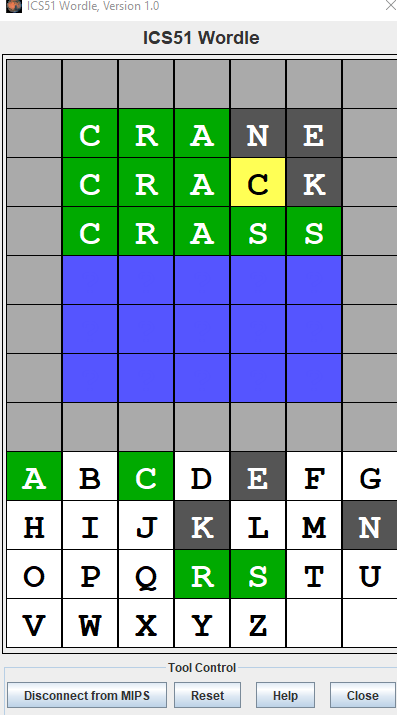 ICS51 Wordle, Version 1.0
ICS51 Wordle
C R A N E
C R A C K
C R A S S
A B C D E F G
H I J K L M N
O P Q R S T U
V W X Y Z
Tool Control
Disconnect from MIPS Reset Help Close